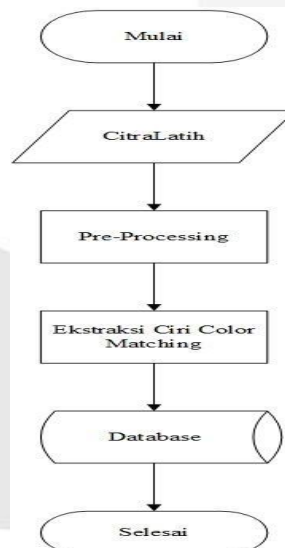 Mulai
CitraLatih
Pre-Processing
Ekstraksi Ciri Color
Matching
Database
Selesai